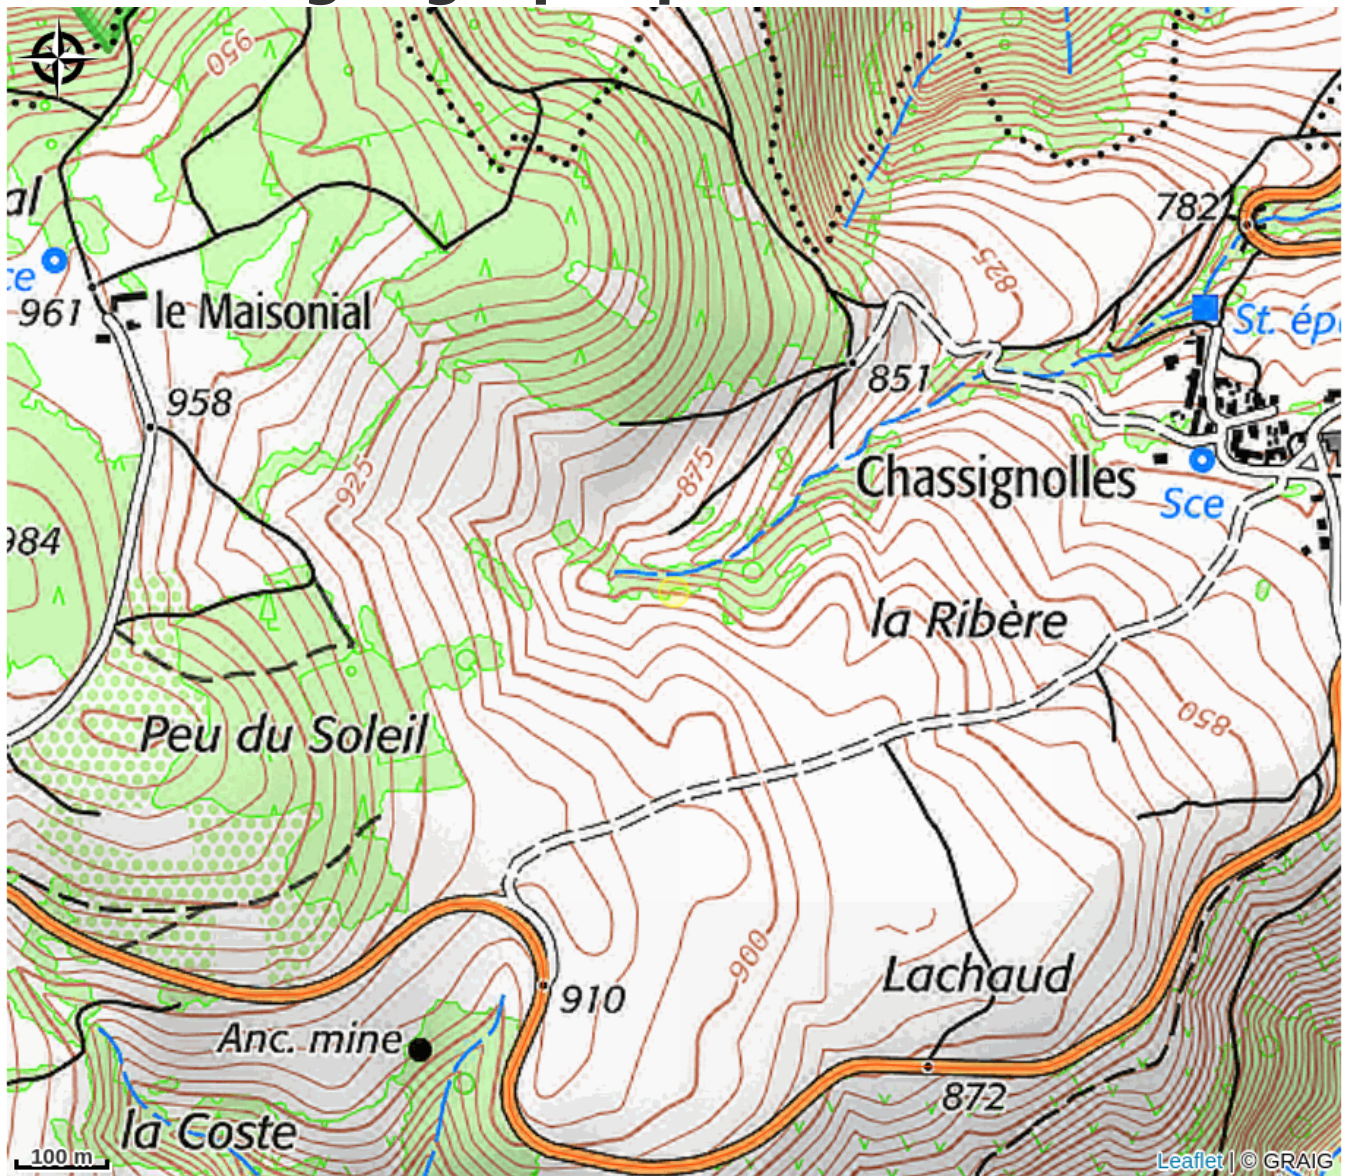 950
782
al
825
ce
961
le Maisonial
St. ép
851
958
875
925
Chassignolles
Sce
984
la Ribère
850
Peu du Soleil
900
Lachaud
910
Anc. mine
872
la Coste
100 m
Leaflet | © GRAIG